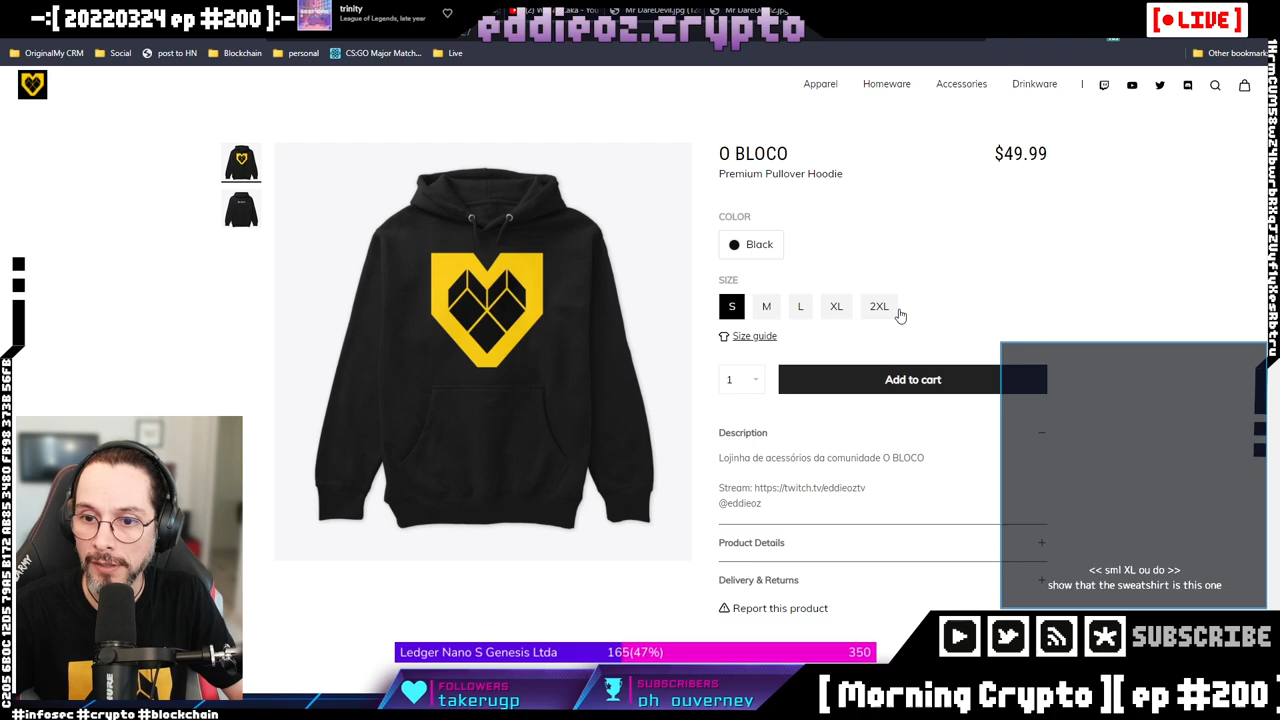 -:[ 20220324 ep #200 ]:-
trinity
League of Legends, late year
eddieoz.crypto
[● LIVE ]
OriginalMy CRM
Social
post to HN
Blockchain
personal
CS:GO Major Match...
Live
Other bookmark
Apparel
Homeware
Accessories
Drinkware
O BLOCO
$49.99
Premium Pullover Hoodie
COLOR
Black
SIZE
S
M
L
XL
2XL
Size guide
1
Add to cart
Description
Lojinha de acessórios da comunidade O BLOCO
Stream: https://twitch.tv/eddieoztv
@eddieoz
Product Details
Delivery & Returns
Report this product
<< sml XL ou do >>
show that the sweatshirt is this one
Ledger Nano S Genesis Ltda
165(47%)
350
FOLLOWERS
takerugp
SUBSCRIBERS
ph_ouverney
SUBSCRIBE
[ Morning Crypto ][ ep #200 ]
#infosec #crypto #blockchain